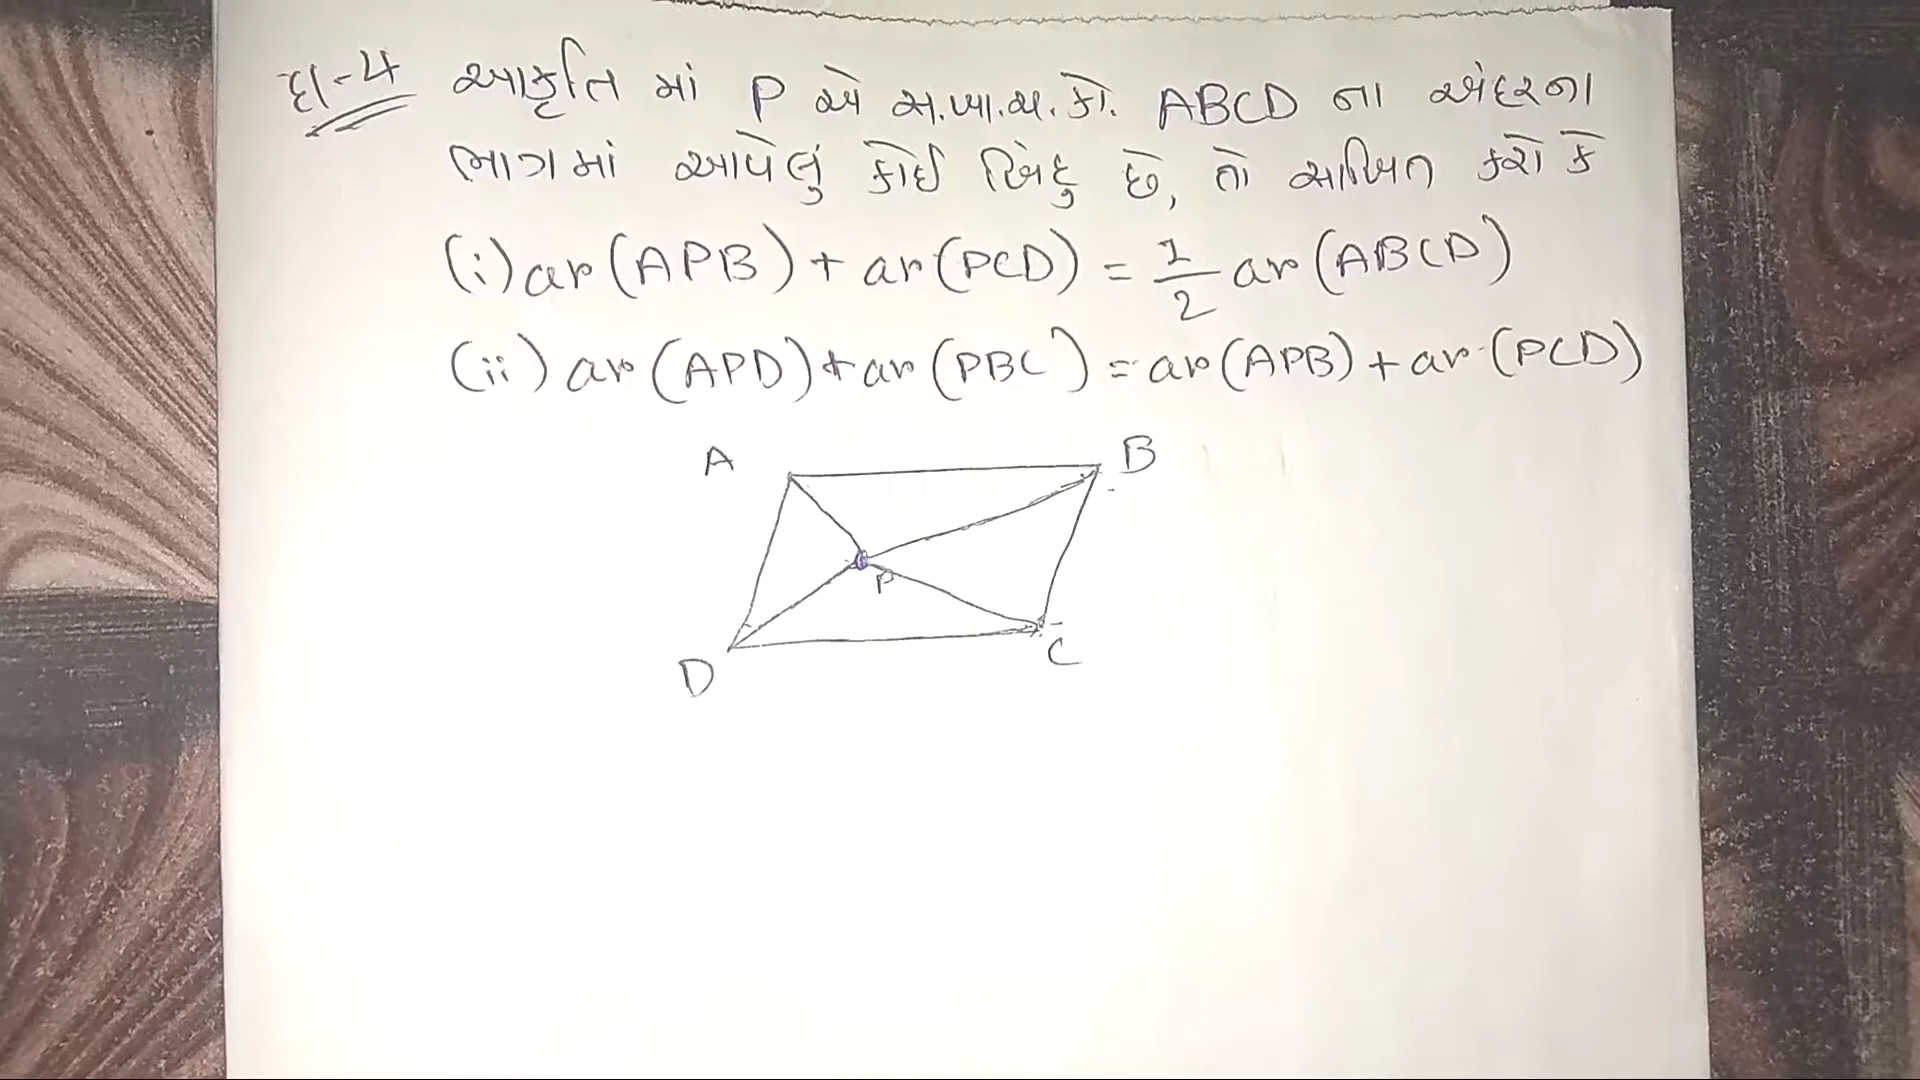 દા-4 આકૃતિ માં P એ સ.બા.ચ.કો. ABCD ના અંદરના
ભાગમાં આપેલું કોઈ બિંદુ છે, તો સાબિત કરો કે
(i) ar (APB) + ar (PCD) = 1/2 ar (ABCD)
(ii) ar (APD) + ar (PBC) = ar (APB) + ar (PCD)
A B
P
D C